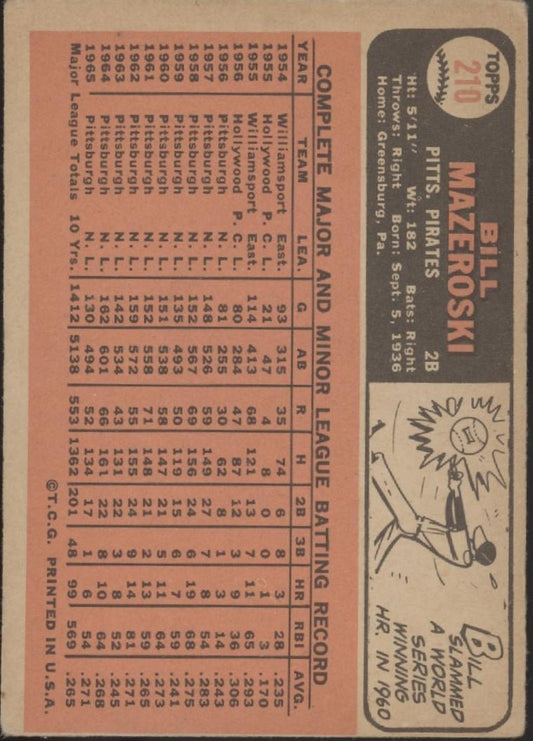 TOPPS
210
BILL
MAZEROSKI
PITTS. PIRATES 2B
Ht: 5'11" Wt: 182 Bats: Right
Throws: Right Born: Sept. 5, 1936
Home: Greensburg, Pa.
BILL
SLAMMED
A WORLD
SERIES
WINNING
HR. IN 1960
COMPLETE MAJOR AND MINOR LEAGUE BATTING RECORD
YEAR TEAM LEA. G AB R H 2B 3B HR RBI AVG.
1954 Williamsport East. 93 315 35 74 6 8 3 28 .235
1955 Hollywood P. C. L. 21 47 4 8 0 0 1 3 .170
1955 Williamsport East. 114 413 68 121 13 7 11 65 .293
1956 Hollywood P. C. L. 80 284 47 87 12 3 9 36 .306
1956 Pittsburgh N. L. 81 255 30 62 8 1 3 14 .243
1957 Pittsburgh N. L. 148 526 59 149 27 7 8 54 .283
1958 Pittsburgh N. L. 152 567 69 156 24 6 19 68 .275
1959 Pittsburgh N. L. 135 493 50 119 15 6 7 59 .241
1960 Pittsburgh N. L. 151 538 58 147 21 5 11 64 .273
1961 Pittsburgh N. L. 152 558 71 148 21 2 13 59 .265
1962 Pittsburgh N. L. 159 572 55 155 24 9 14 81 .271
1963 Pittsburgh N. L. 142 534 43 131 22 3 8 52 .245
1964 Pittsburgh N. L. 162 601 66 161 22 8 10 64 .268
1965 Pittsburgh N. L. 130 494 52 134 17 1 6 54 .271
Major League Totals 10 Yrs. 1412 5138 553 1362 201 48 99 569 .265
©T.C.G. PRINTED IN U.S.A.